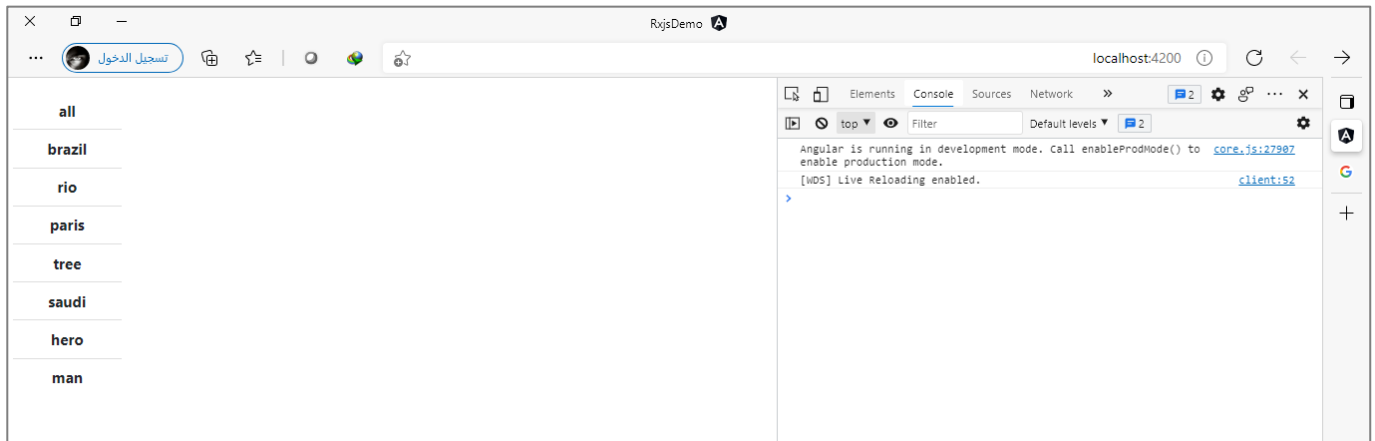 RxjsDemo
تسجيل الدخول
localhost:4200
all
brazil
rio
paris
tree
saudi
hero
man
Elements Console Sources Network » 2
top ▼ Filter Default levels ▼ 2
Angular is running in development mode. Call enableProdMode() to core.js:27907
enable production mode.
[WDS] Live Reloading enabled. client:52
>